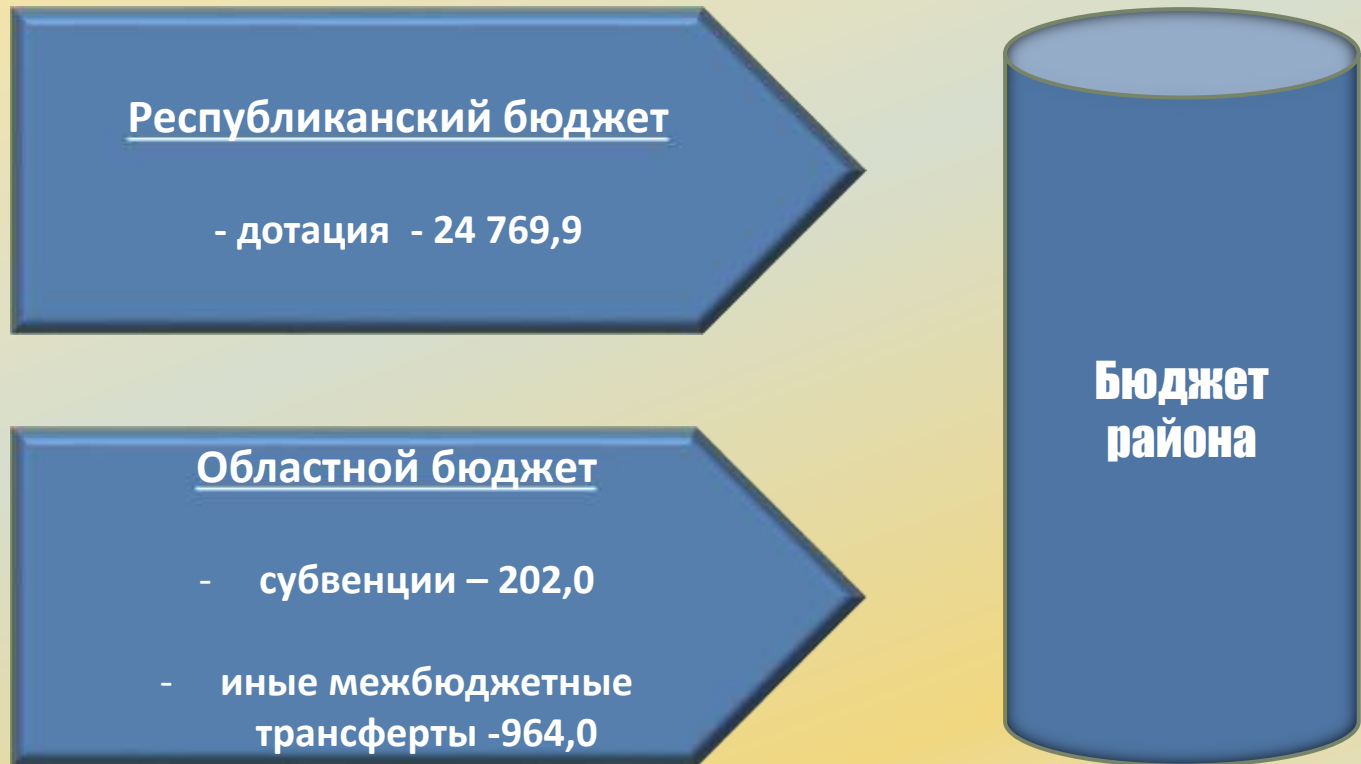 Республиканский бюджет
- дотация - 24 769,9
Областной бюджет
- субвенции – 202,0
- иные межбюджетные
трансферты -964,0
Бюджет
района